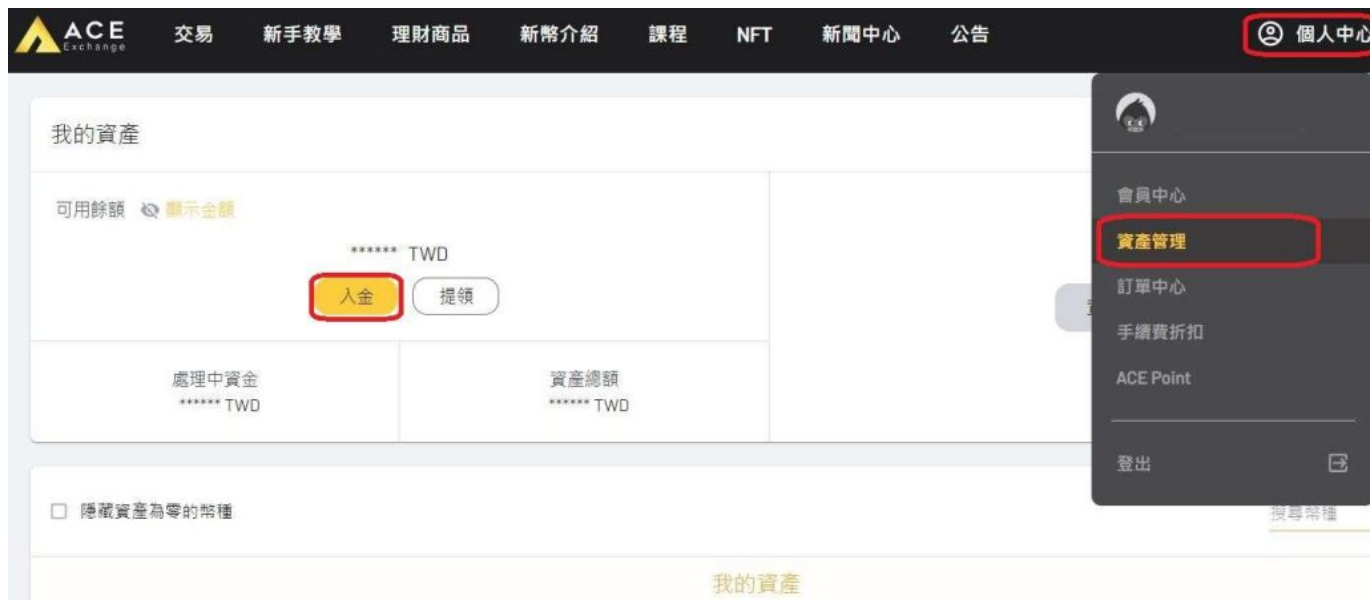 ACE
Exchange
交易 新手教學 理財商品 新幣介紹 課程 NFT 新聞中心 公告 個人中心
我的資產
可用餘額 顯示金額
****** TWD
入金 提領
處理中資金 資產總額
****** TWD ****** TWD
會員中心
資產管理
訂單中心
手續費折扣
ACE Point
登出
隱藏資產為零的幣種 搜尋幣種
我的資產